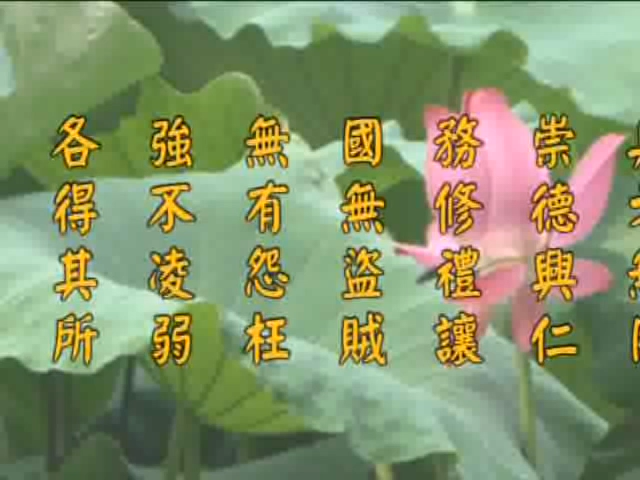 崇德興仁
務修禮讓
國無盜賊
無有怨枉
強不凌弱
各得其所